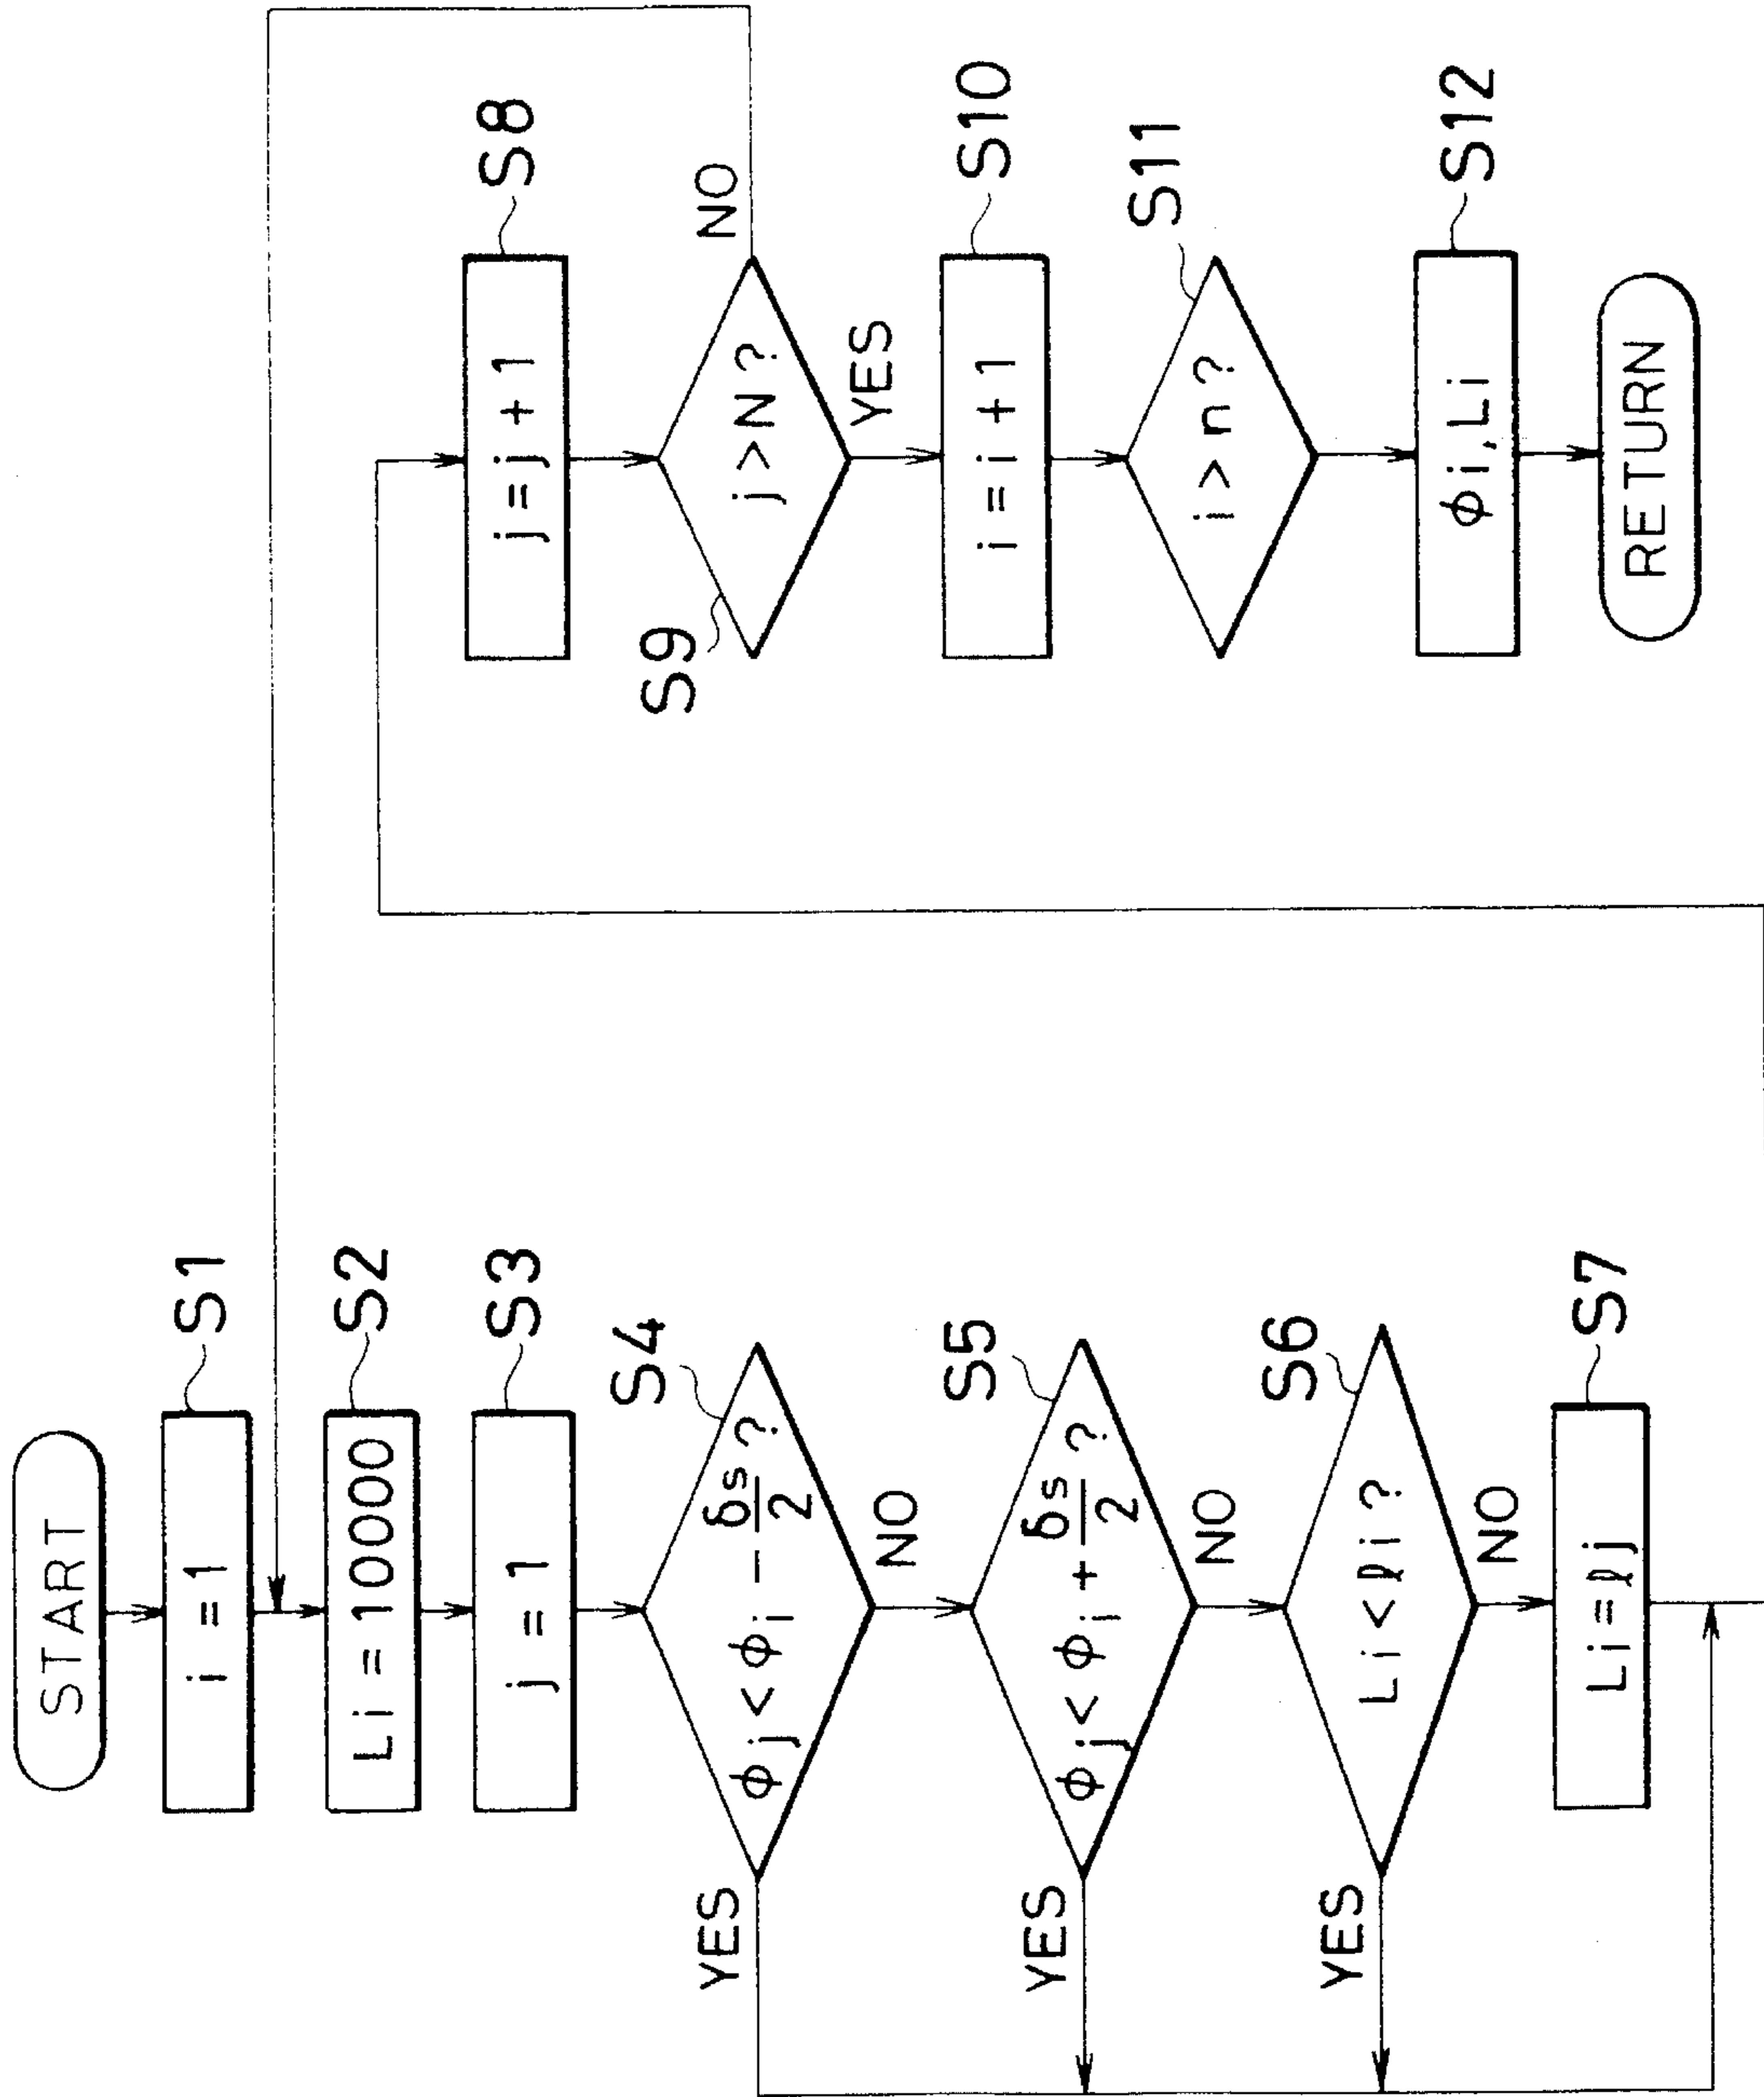 START
i = 1
S1
Li = 10000
S2
j = 1
S3
ϕj < ϕi − δs/2 ?
S4
YES
NO
ϕj < ϕi + δs/2 ?
S5
YES
NO
Li < ℓi ?
S6
YES
NO
Li = ℓj
S7
j = j + 1
S8
j > N ?
S9
NO
YES
i = i + 1
S10
i > n ?
S11
ϕi, Li
S12
RETURN